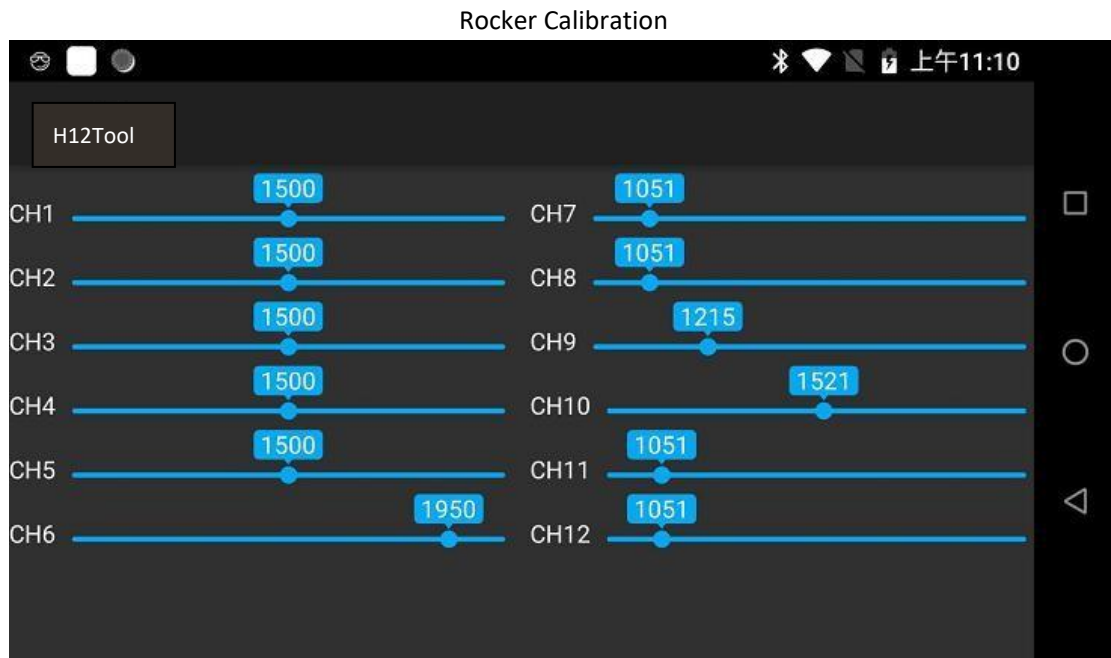 Rocker Calibration
上午11:10
H12Tool
1500
CH1
1500
CH2
1500
CH3
1500
CH4
1500
CH5
1950
CH6
1051
CH7
1051
CH8
1215
CH9
1521
CH10
1051
CH11
1051
CH12